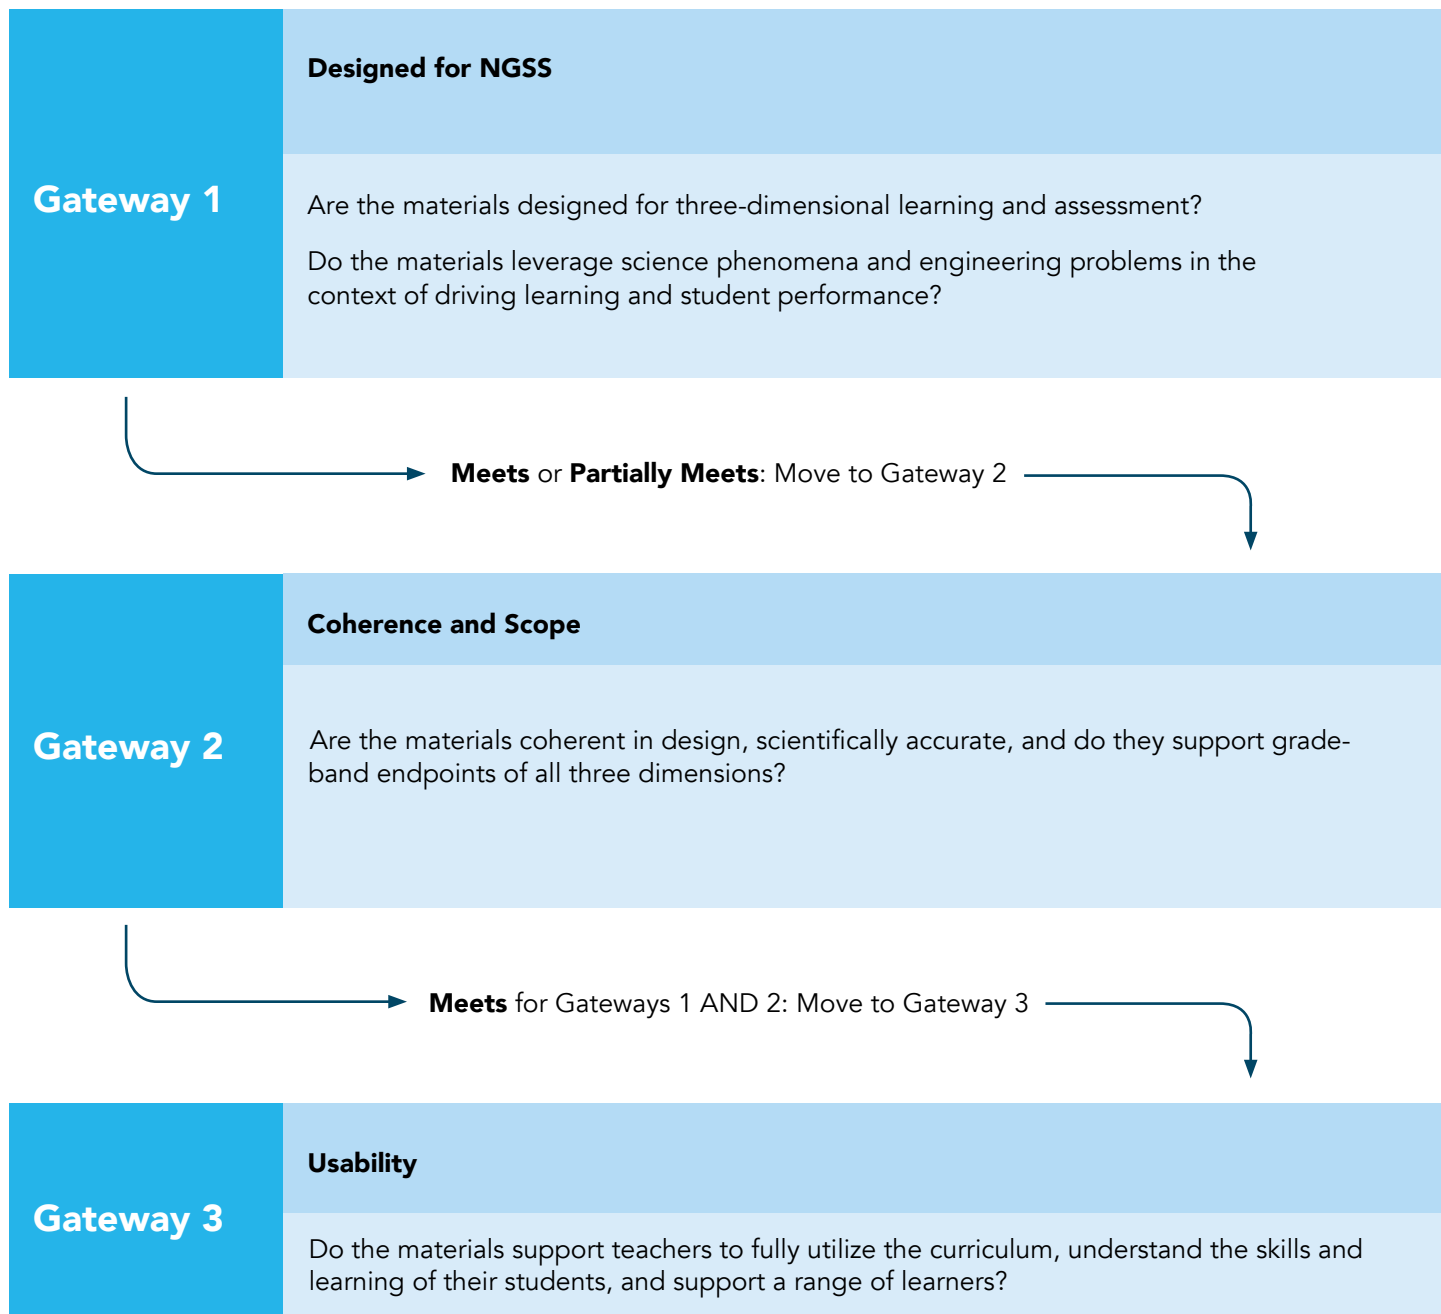 Designed for NGSS
Gateway 1
Are the materials designed for three-dimensional learning and assessment?
Do the materials leverage science phenomena and engineering problems in the
context of driving learning and student performance?
Meets or Partially Meets: Move to Gateway 2
Coherence and Scope
Gateway 2
Are the materials coherent in design, scientifically accurate, and do they support grade-
band endpoints of all three dimensions?
Meets for Gateways 1 AND 2: Move to Gateway 3
Usability
Gateway 3
Do the materials support teachers to fully utilize the curriculum, understand the skills and
learning of their students, and support a range of learners?